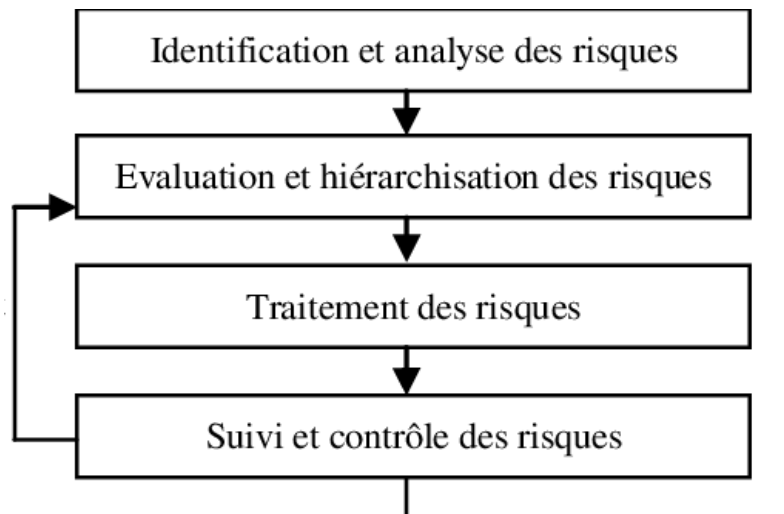 Identification et analyse des risques
Evaluation et hiérarchisation des risques
Traitement des risques
Suivi et contrôle des risques